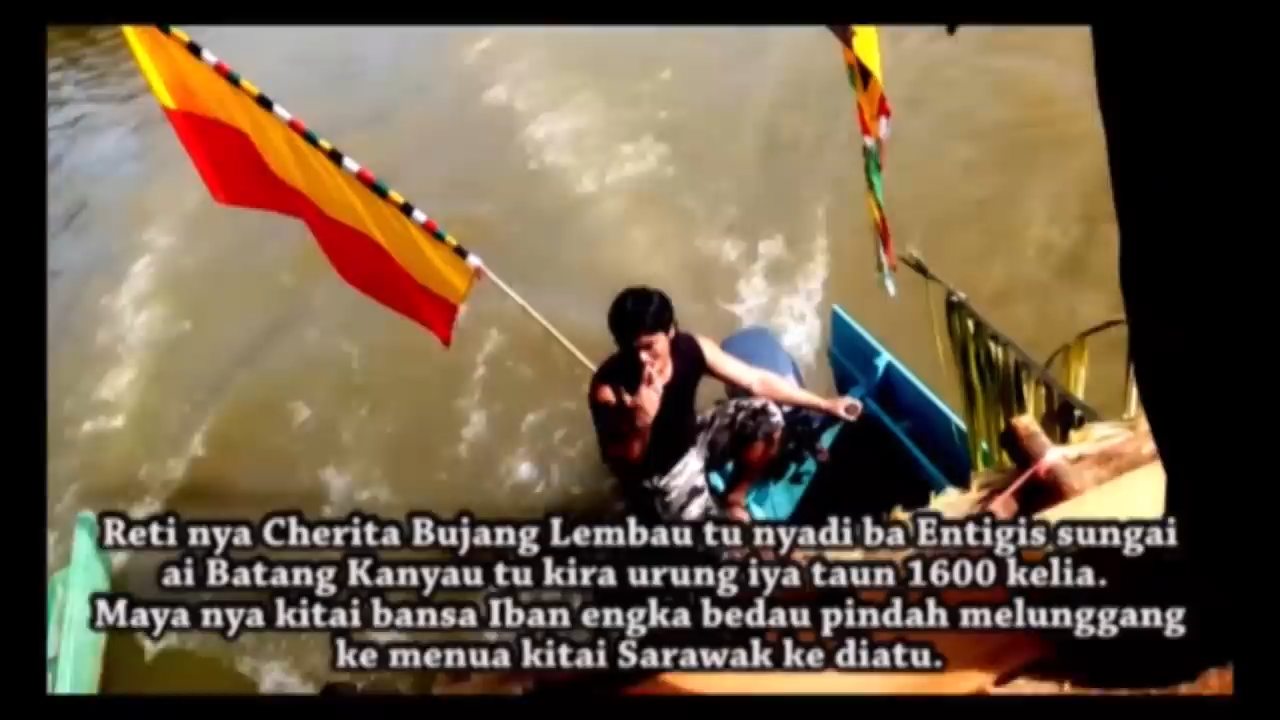 Reti nya Cherita Bujang Lembau tu nyadi ba Entigis sungai
ai Batang Kanyau tu kira urung iya taun 1600 kelia.
Maya nya kitai bansa Iban engka bedau pindah melunggang
ke menua kitai Sarawak ke diatu.